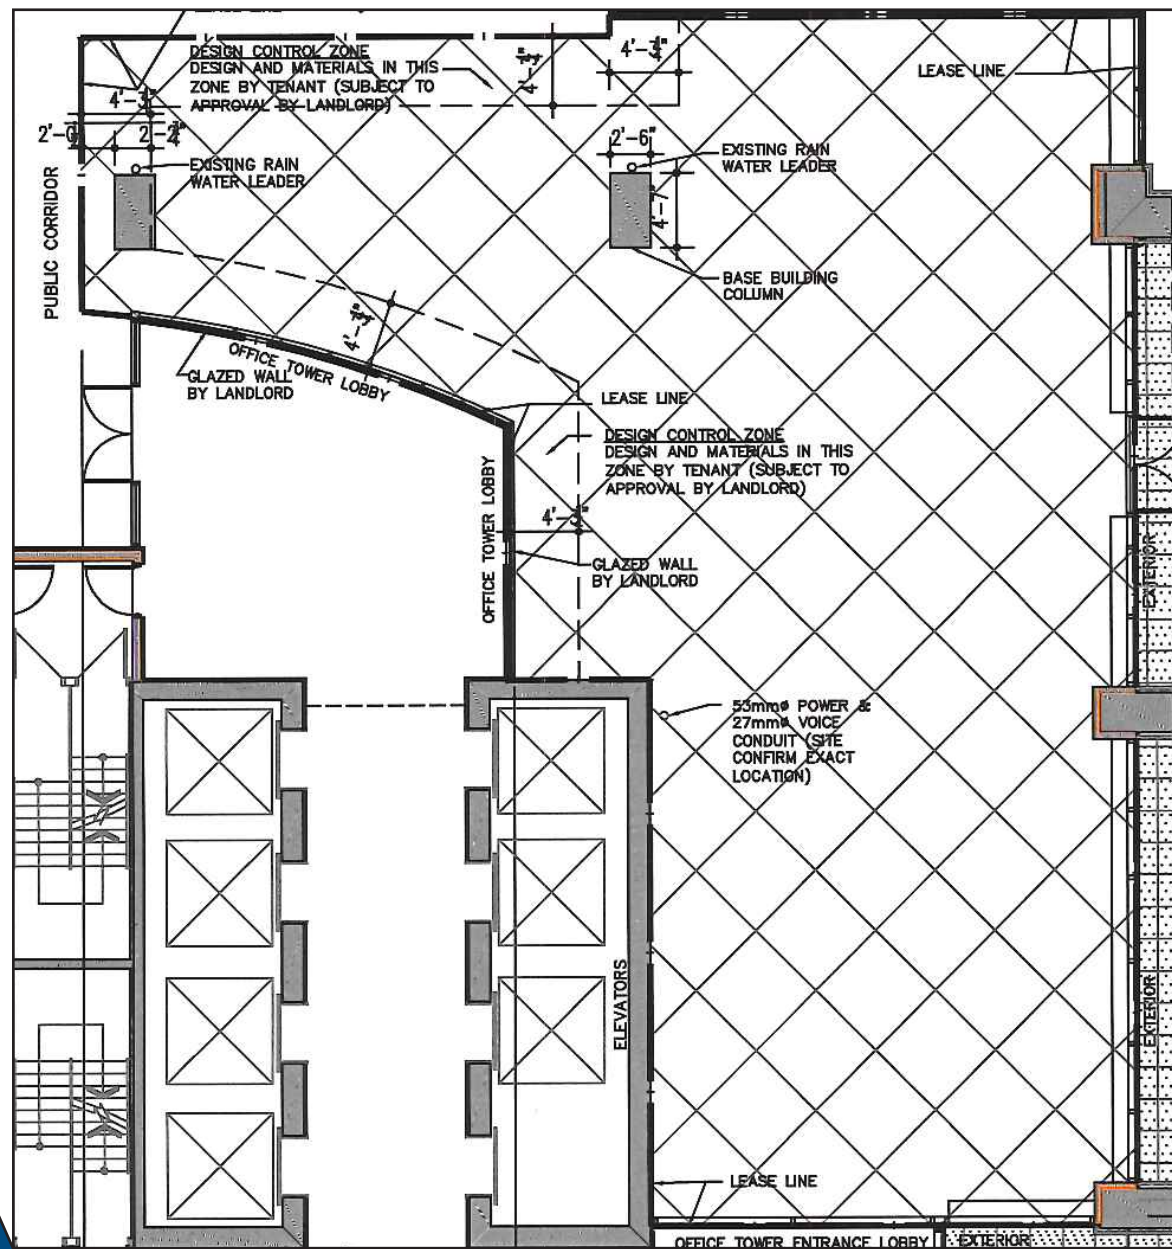 LEASE LINE
DESIGN CONTROL ZONE
DESIGN AND MATERIALS IN THIS
ZONE BY TENANT (SUBJECT TO
APPROVAL BY LANDLORD)
LEASE LINE
2'-6"
EXISTING RAIN
WATER LEADER
EXISTING RAIN
WATER LEADER
4'-7"
PUBLIC CORRIDOR
BASE BUILDING
COLUMN
OFFICE TOWER LOBBY
GLAZED WALL
BY LANDLORD
LEASE LINE
DESIGN CONTROL ZONE
DESIGN AND MATERIALS IN THIS
ZONE BY TENANT (SUBJECT TO
APPROVAL BY LANDLORD)
OFFICE TOWER LOBBY
GLAZED WALL
BY LANDLORD
EXTERIOR
53mmø POWER &
27mmø VOICE
CONDUIT (SITE
CONFIRM EXACT
LOCATION)
ELEVATORS
EXTERIOR
LEASE LINE
OFFICE TOWER ENTRANCE LOBBY
EXTERIOR